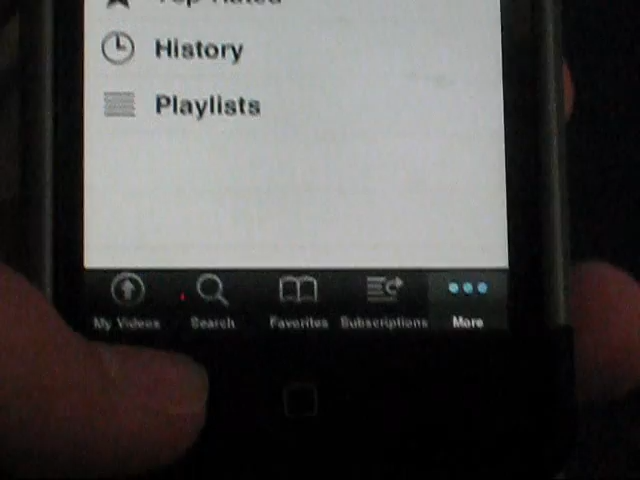 Top Rated
History
Playlists
My Videos Search Favorites Subscriptions More